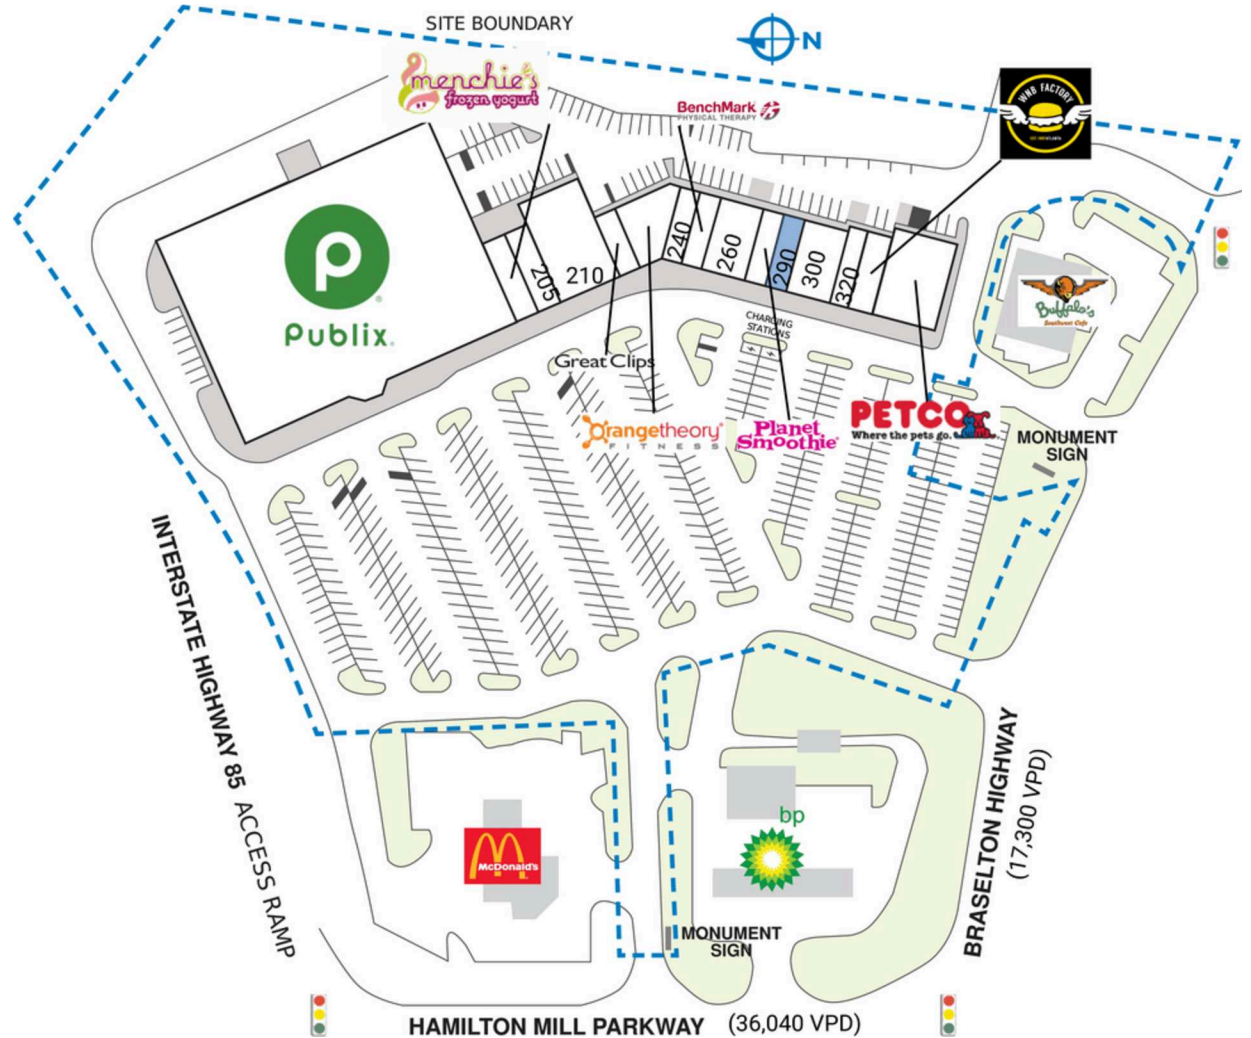 SITE BOUNDARY
N
menchie's
frozen yogurt
BenchMark
PHYSICAL THERAPY
WNB FACTORY
Publix
205
210
240
260
290
300
320
Buffalo's
Southwest Cafe
CHARGING
STATIONS
Great Clips
Orangetheory
FITNESS
Planet
Smoothie
PETCO
Where the pets go.
MONUMENT
SIGN
INTERSTATE HIGHWAY 85 ACCESS RAMP
McDonald's
bp
BRASELTON HIGHWAY
(17,300 VPD)
MONUMENT
SIGN
HAMILTON MILL PARKWAY (36,040 VPD)